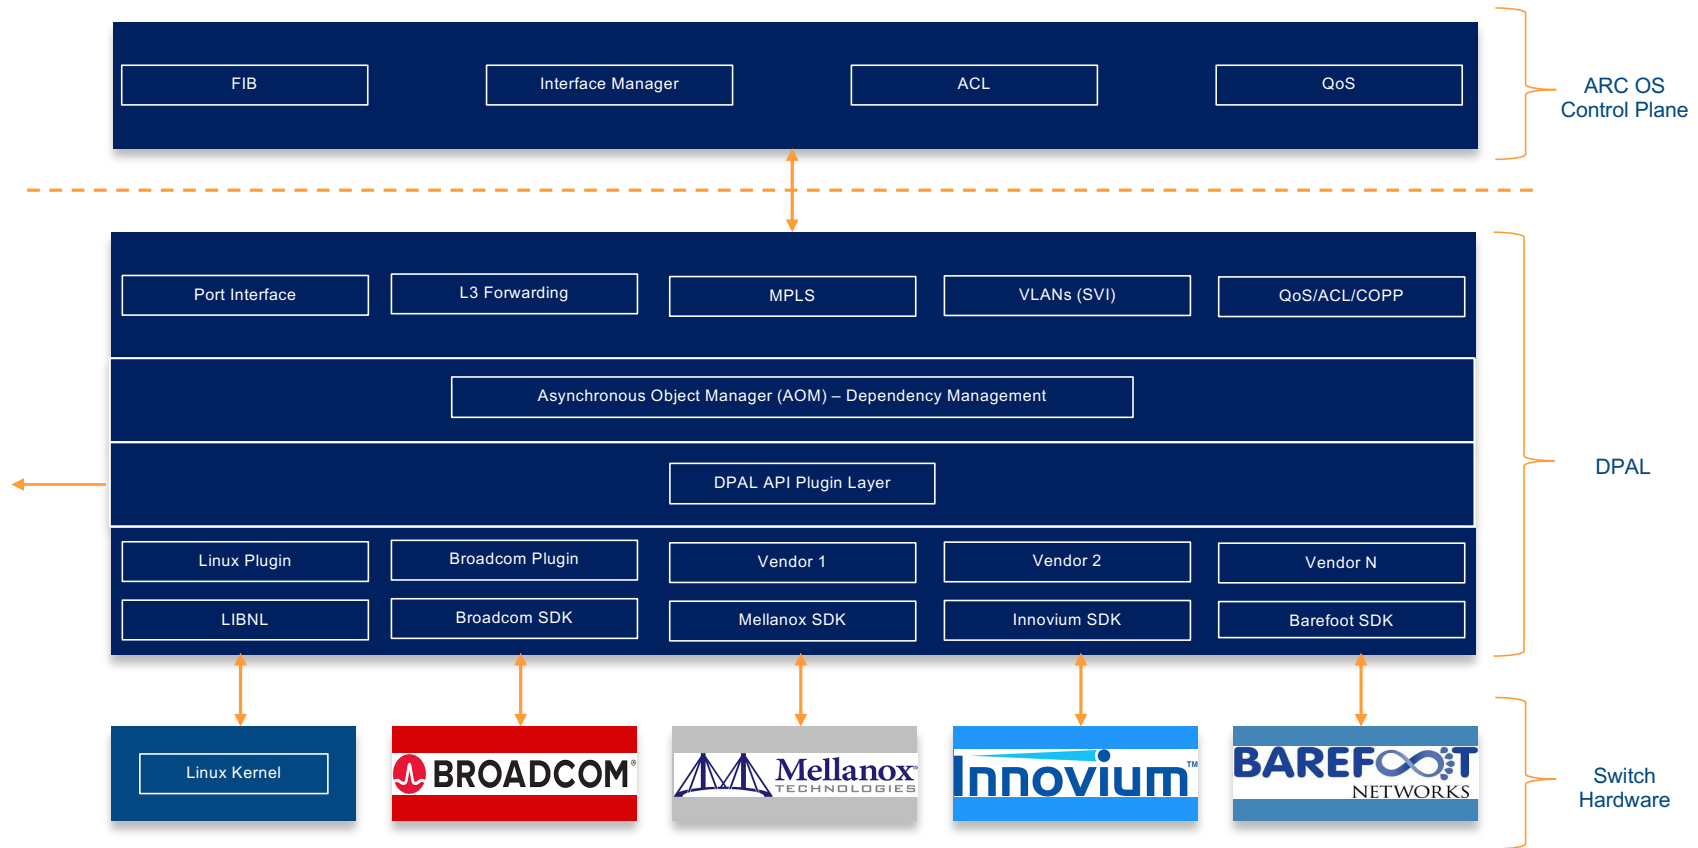 FIB
Interface Manager
ACL
QoS
ARC OS
Control Plane
Port Interface
L3 Forwarding
MPLS
VLANs (SVI)
QoS/ACL/COPP
Asynchronous Object Manager (AOM) – Dependency Management
DPAL API Plugin Layer
DPAL
Linux Plugin
Broadcom Plugin
Vendor 1
Vendor 2
Vendor N
LIBNL
Broadcom SDK
Mellanox SDK
Innovium SDK
Barefoot SDK
Linux Kernel
BROADCOM®
Mellanox®
TECHNOLOGIES
Innovium™
BAREFOOT
NETWORKS
Switch
Hardware